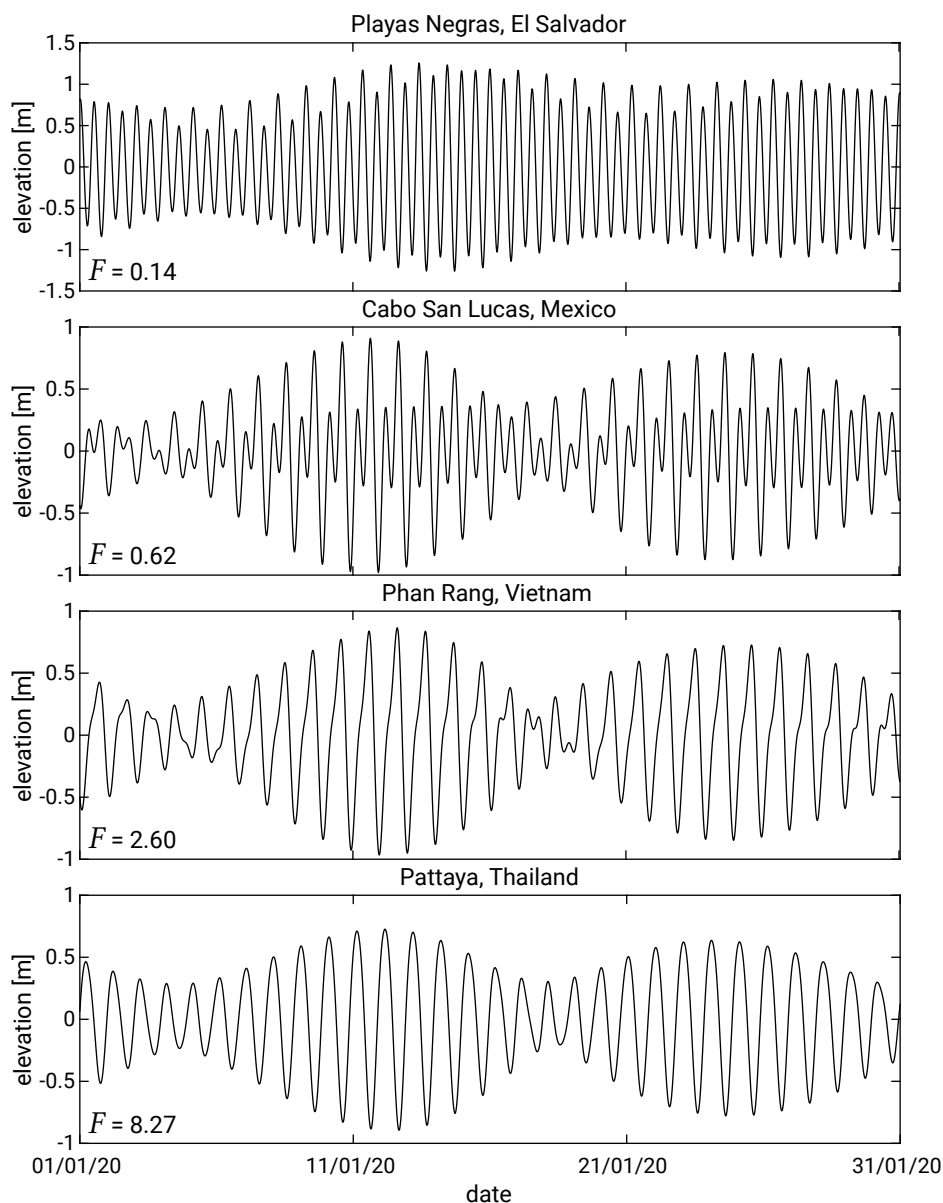 Playas Negras, El Salvador
1.5
1
0.5
0
-0.5
-1
-1.5
elevation [m]
F = 0.14
Cabo San Lucas, Mexico
1
0.5
0
-0.5
-1
elevation [m]
F = 0.62
Phan Rang, Vietnam
1
0.5
0
-0.5
-1
elevation [m]
F = 2.60
Pattaya, Thailand
1
0.5
0
-0.5
-1
elevation [m]
F = 8.27
01/01/20 11/01/20 21/01/20 31/01/20
date